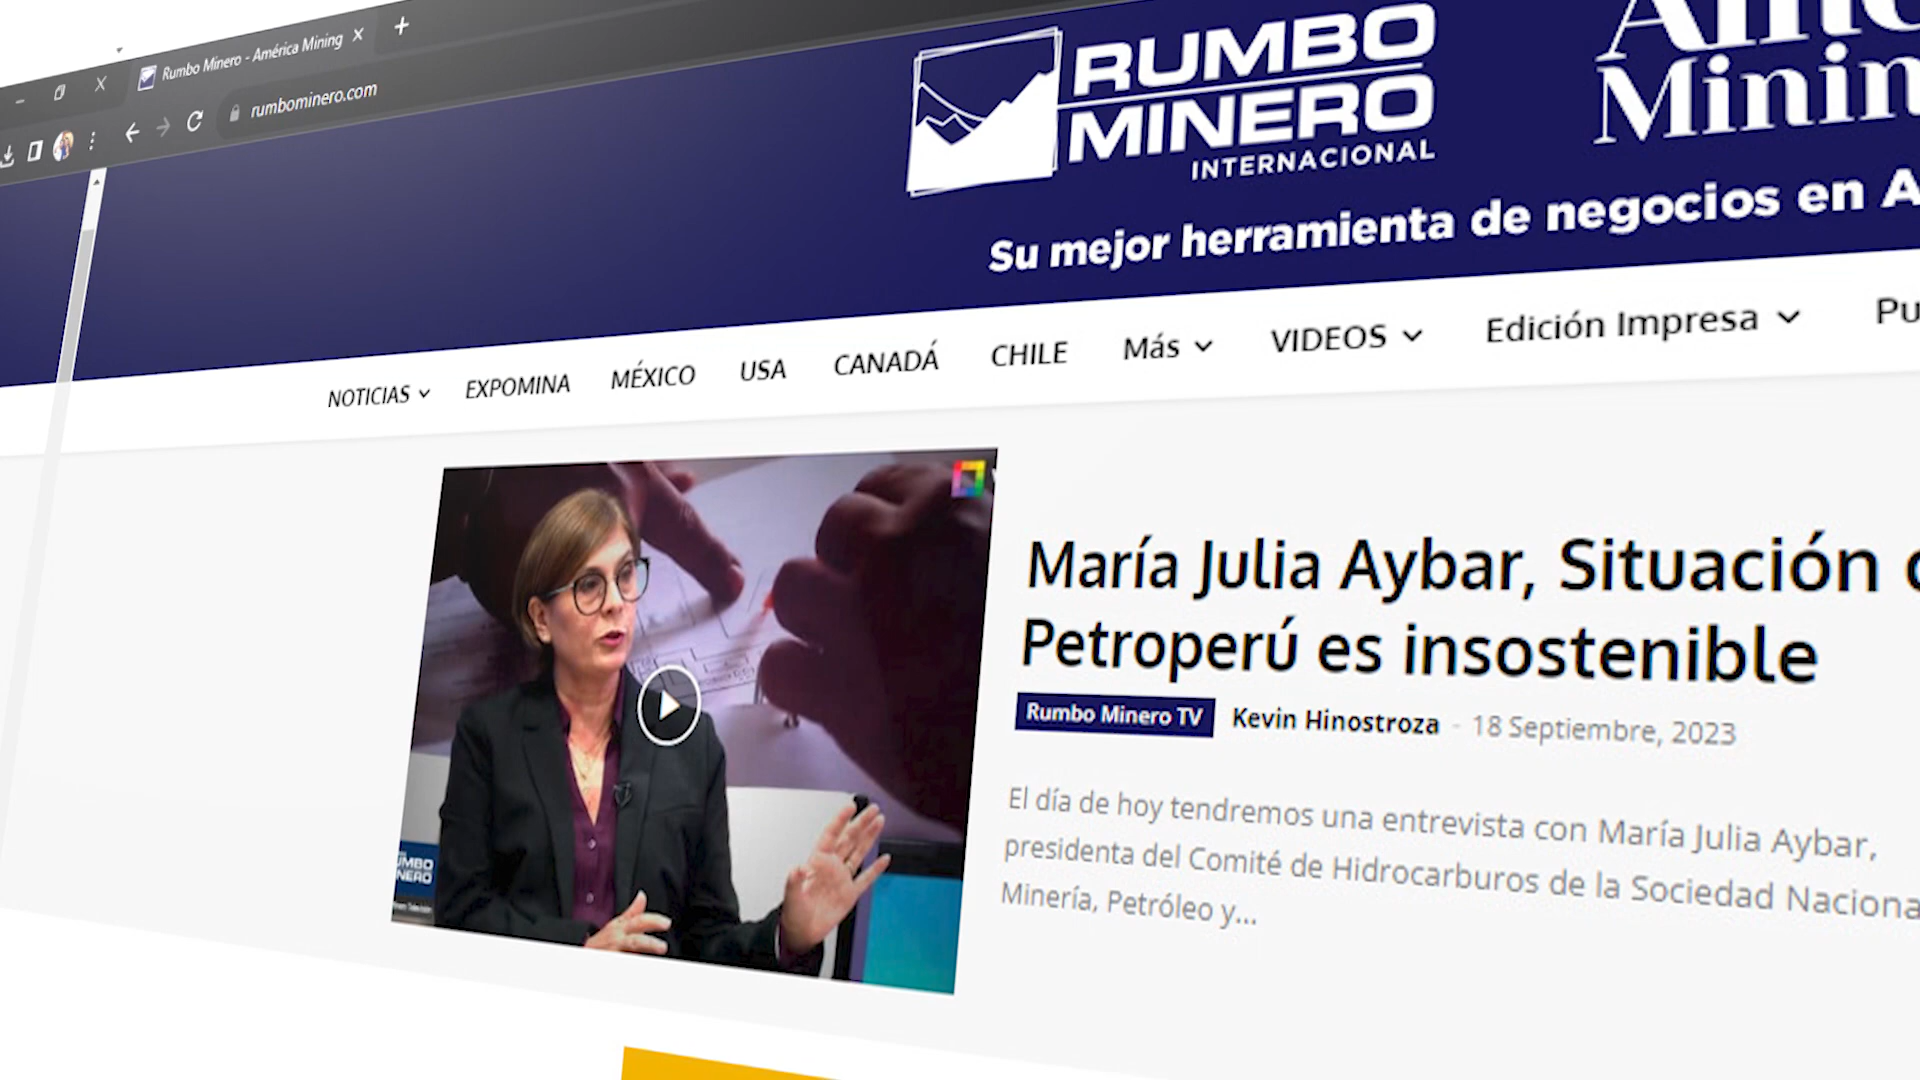 Rumbo Minero - América Mining
rumbominero.com
RUMBO
MINERO
INTERNACIONAL
Su mejor herramienta de negocios en
NOTICIAS EXPOMINA MÉXICO USA CANADÁ CHILE Más VIDEOS Edición Impresa
María Julia Aybar, Situación
Petroperú es insostenible
Rumbo Minero TV Kevin Hinostroza - 18 Septiembre, 2023
El día de hoy tendremos una entrevista con María Julia Aybar,
presidenta del Comité de Hidrocarburos de la Sociedad Naciona
Minería, Petróleo y...